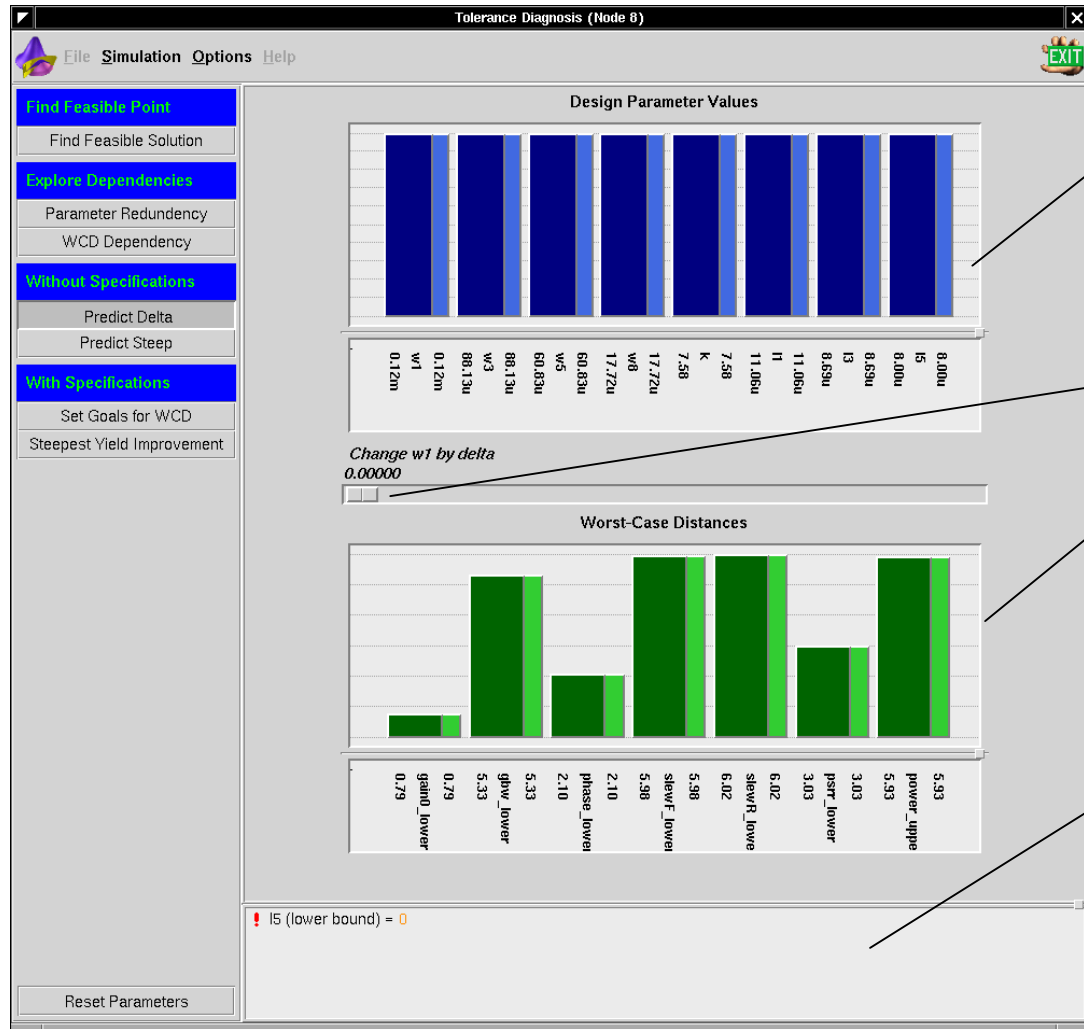 Tolerance Diagnosis (Node 8)
File Simulation Options Help
EXIT
Find Feasible Point
Find Feasible Solution
Explore Dependencies
Parameter Redundency
WCD Dependency
Without Specifications
Predict Delta
Predict Steep
With Specifications
Set Goals for WCD
Steepest Yield Improvement
Reset Parameters
Design Parameter Values
0.12m
w1
0.12m
88.13u
w3
88.13u
60.83u
w5
60.83u
17.72u
w8
17.72u
7.58
k
7.58
11.06u
l1
11.06u
8.69u
l3
8.69u
8.00u
l5
8.00u
Change w1 by delta
0.00000
Worst-Case Distances
0.79
gain0_lower
0.79
5.33
gbw_lower
5.33
2.10
phase_lower
2.10
5.98
slewF_lower
5.98
6.02
slewR_lowe
6.02
3.03
psrr_lower
3.03
5.93
power_uppe
5.93
! l5 (lower bound) = 0